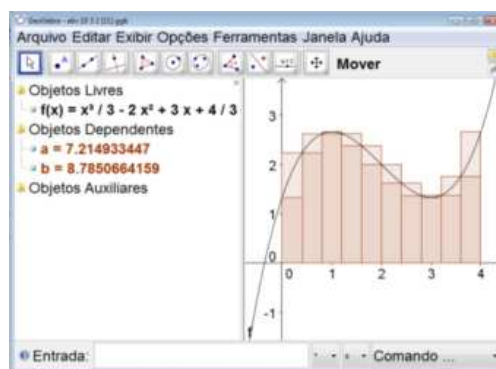 Arquivo Editar Exibir Opções Ferramentas Janela Ajuda
Mover
Objetos Livres
f(x) = x³ / 3 - 2 x² + 3 x + 4 / 3
Objetos Dependentes
a = 7.214933447
b = 8.7850664159
Objetos Auxiliares
3
2
1
0
-1
0 1 2 3 4
f
Entrada:
Comando ...